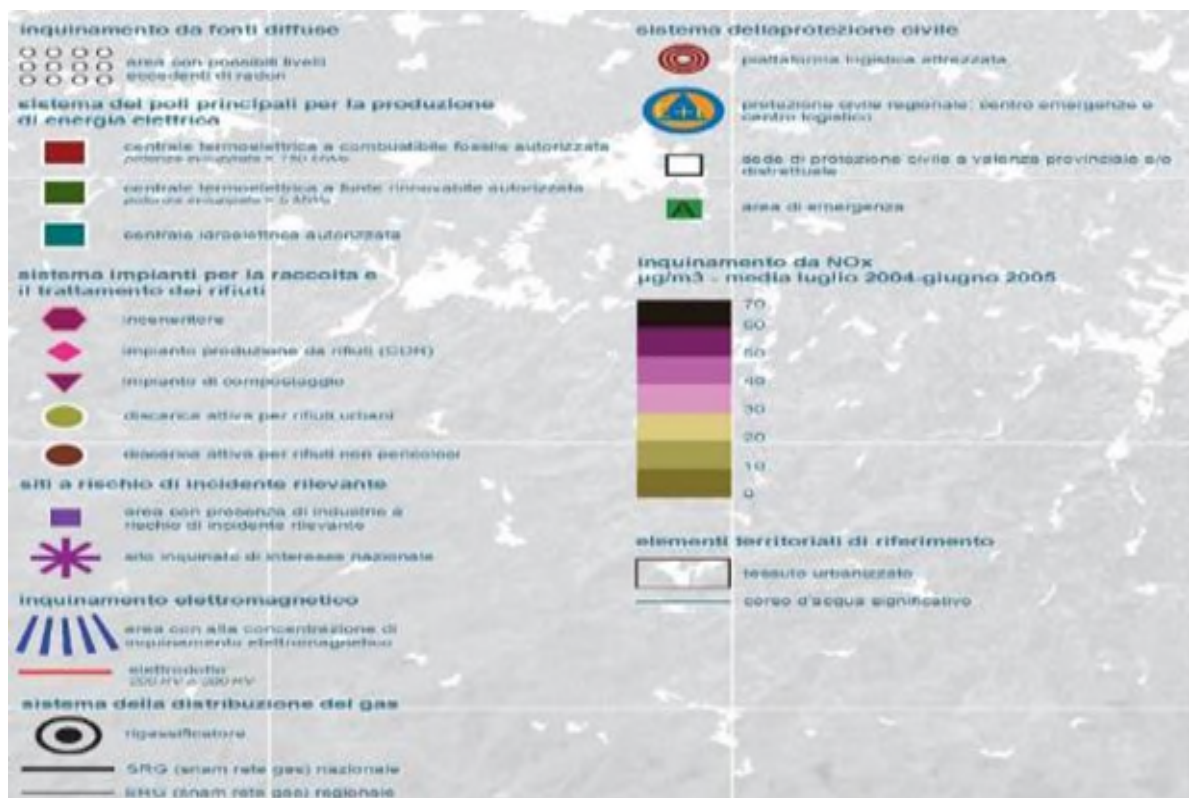 inquinamento da fonti diffuse
area con possibili livelli
eccedenti di radon
sistema dei poli principali per la produzione
di energia elettrica
centrale termoelettrica a combustibile fossile autorizzata
centrale termoelettrica a fonte rinnovabile autorizzata
centrale idroelettrica autorizzata
sistema impianti per la raccolta e
il trattamento dei rifiuti
inceneritore
impianto produzione da rifiuti (CDR)
impianto di compostaggio
discarica attiva per rifiuti urbani
discarica attiva per rifiuti non pericolosi
siti a rischio di incidente rilevante
area con presenza di industrie a
rischio di incidente rilevante
sito inquinato di interesse nazionale
inquinamento elettromagnetico
area con alta concentrazione di
inquinamento elettromagnetico
elettrodotto
sistema della distribuzione del gas
rigassificatore
SRG (snam rete gas) nazionale
SRG (snam rete gas) regionale
sistema dellaprotezione civile
piattaforma logistica attrezzata
protezione civile regionale: centro emergenze e
centro logistico
sede di protezione civile a valenza provinciale e/o
distrettuale
area di emergenza
inquinamento da NOx
µg/m3 - media luglio 2004-giugno 2005
70
60
50
40
30
20
10
0
elementi territoriali di riferimento
tessuto urbanizzato
corso d'acqua significativo